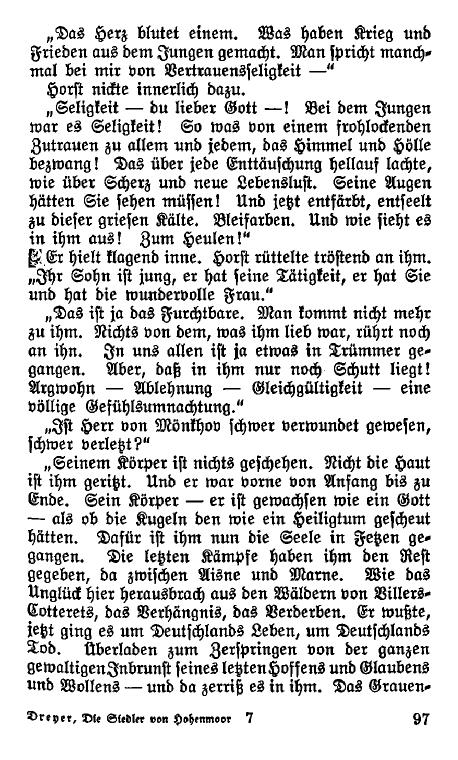 „Das Herz blutet einem. Was haben Krieg und
Frieden aus dem Jungen gemacht. Man spricht manch-
mal bei mir von Vertrauensseligkeit —“
Horst nickte innerlich dazu.
„Seligkeit — du lieber Gott —! Bei dem Jungen
war es Seligkeit! So was von einem frohlockenden
Zutrauen zu allem und jedem, das Himmel und Hölle
bezwang! Das über jede Enttäuschung hellauf lachte,
wie über Scherz und neue Lebenslust. Seine Augen
hätten Sie sehen müssen! Und jetzt entfärbt, entseelt
zu dieser griesen Kälte. Bleifarben. Und wie sieht es
in ihm aus! Zum Heulen!“
Er hielt klagend inne. Horst rüttelte tröstend an ihm.
„Ihr Sohn ist jung, er hat seine Tätigkeit, er hat Sie
und hat die wundervolle Frau.“
„Das ist ja das Furchtbare. Man kommt nicht mehr
zu ihm. Nichts von dem, was ihm lieb war, rührt noch
an ihn. In uns allen ist ja etwas in Trümmer ge-
gangen. Aber, daß in ihm nur noch Schutt liegt!
Argwohn — Ablehnung — Gleichgültigkeit — eine
völlige Gefühlsumnachtung.“
„Ist Herr von Mönkhov schwer verwundet gewesen,
schwer verletzt?“
„Seinem Körper ist nichts geschehen. Nicht die Haut
ist ihm geritzt. Und er war vorne von Anfang bis zu
Ende. Sein Körper — er ist gewachsen wie ein Gott
— als ob die Kugeln den wie ein Heiligtum gescheut
hätten. Dafür ist ihm nun die Seele in Fetzen ge-
gangen. Die letzten Kämpfe haben ihm den Rest
gegeben, da zwischen Aisne und Marne. Wie das
Unglück hier herausbrach aus den Wäldern von Villers-
Cotterets, das Verhängnis, das Verderben. Er wußte,
jetzt ging es um Deutschlands Leben, um Deutschlands
Tod. Überladen zum Zerspringen von der ganzen
gewaltigen Inbrunst seines letzten Hoffens und Glaubens
und Wollens — und da zerriß es in ihm. Das Grauen-
Dreyer, Die Siedler von Hohenmoor 7 97